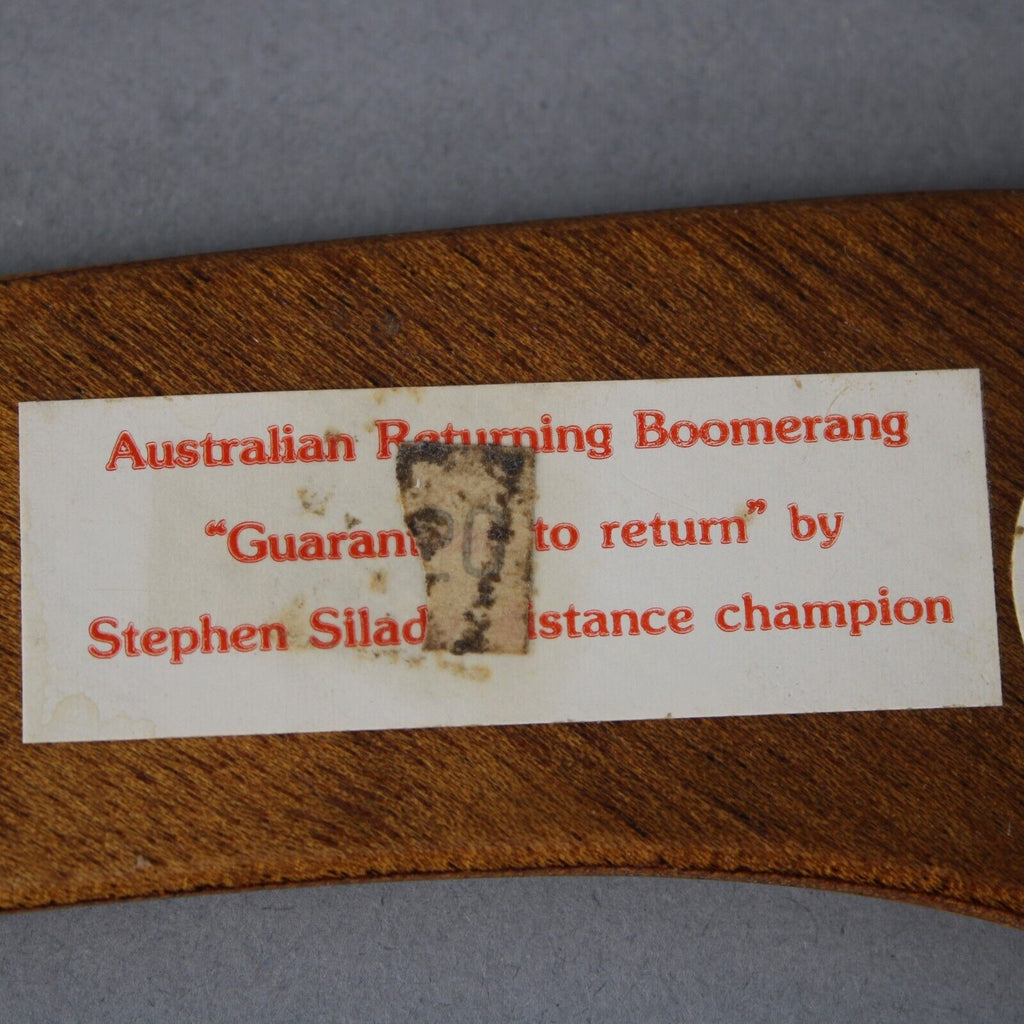 Australian Returning Boomerang
“Guarant to return” by
Stephen Silad istance champion